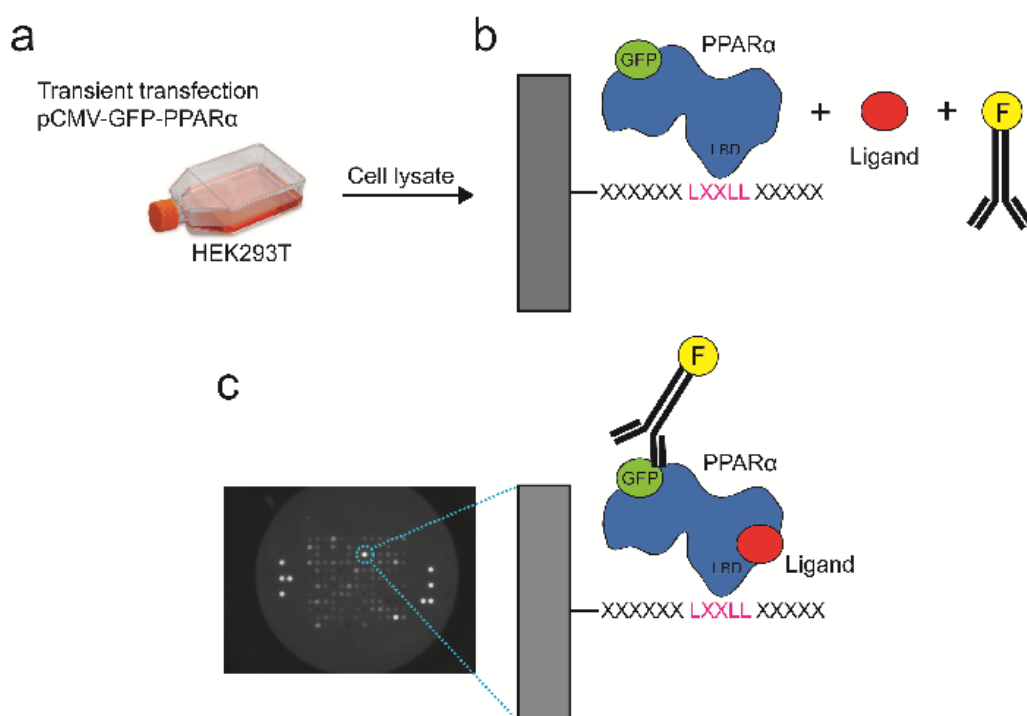 a
Transient transfection
pCMV-GFP-PPARα
Cell lysate
HEK293T
b
PPARα
GFP
LBD
XXXXXX LXXLL XXXXX
+
Ligand
+
F
c
F
PPARα
GFP
LBD
Ligand
XXXXXX LXXLL XXXXX